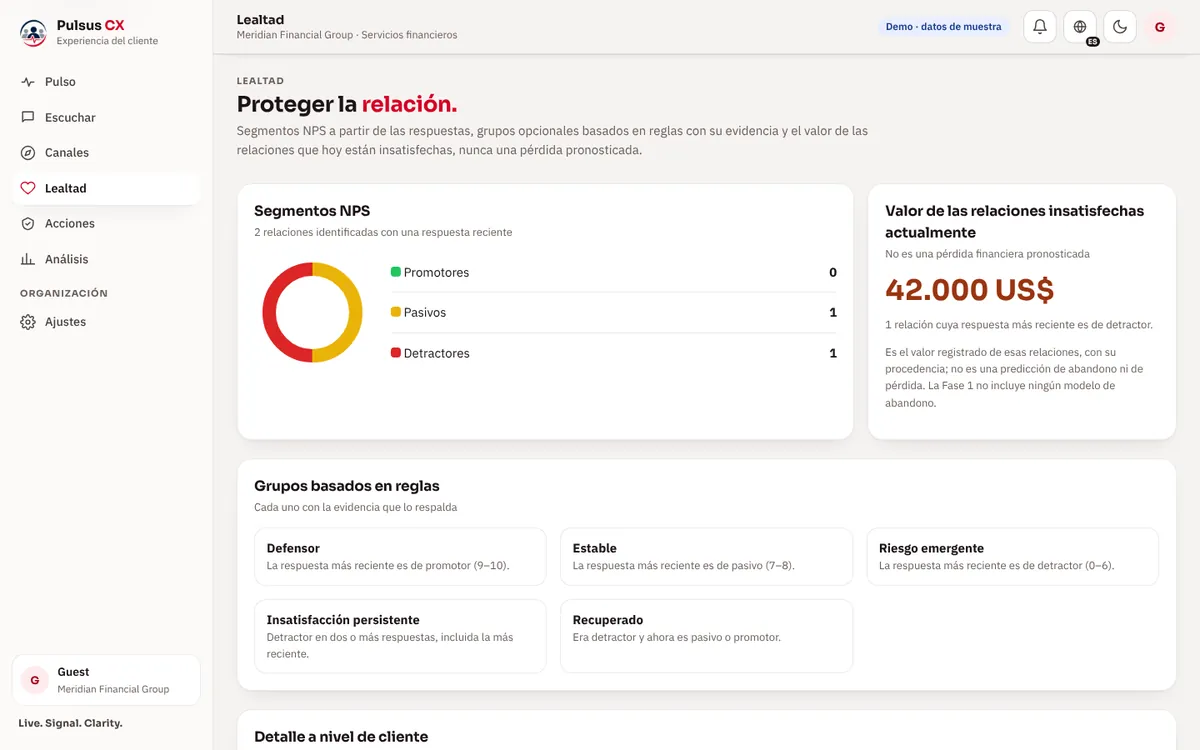 Pulsus CX
Experiencia del cliente
Pulso
Escuchar
Canales
Lealtad
Acciones
Análisis
ORGANIZACIÓN
Ajustes
G
Guest
Meridian Financial Group
Live. Signal. Clarity.
Lealtad
Meridian Financial Group · Servicios financieros
Demo · datos de muestra
ES
G
LEALTAD
Proteger la relación.
Segmentos NPS a partir de las respuestas, grupos opcionales basados en reglas con su evidencia y el valor de las
relaciones que hoy están insatisfechas, nunca una pérdida pronosticada.
Segmentos NPS
2 relaciones identificadas con una respuesta reciente
Promotores 0
Pasivos 1
Detractores 1
Valor de las relaciones insatisfechas
actualmente
No es una pérdida financiera pronosticada
42.000 US$
1 relación cuya respuesta más reciente es de detractor.
Es el valor registrado de esas relaciones, con su
procedencia; no es una predicción de abandono ni de
pérdida. La Fase 1 no incluye ningún modelo de
abandono.
Grupos basados en reglas
Cada uno con la evidencia que lo respalda
Defensor
La respuesta más reciente es de promotor (9–10).
Estable
La respuesta más reciente es de pasivo (7–8).
Riesgo emergente
La respuesta más reciente es de detractor (0–6).
Insatisfacción persistente
Detractor en dos o más respuestas, incluida la más
reciente.
Recuperado
Era detractor y ahora es pasivo o promotor.
Detalle a nivel de cliente